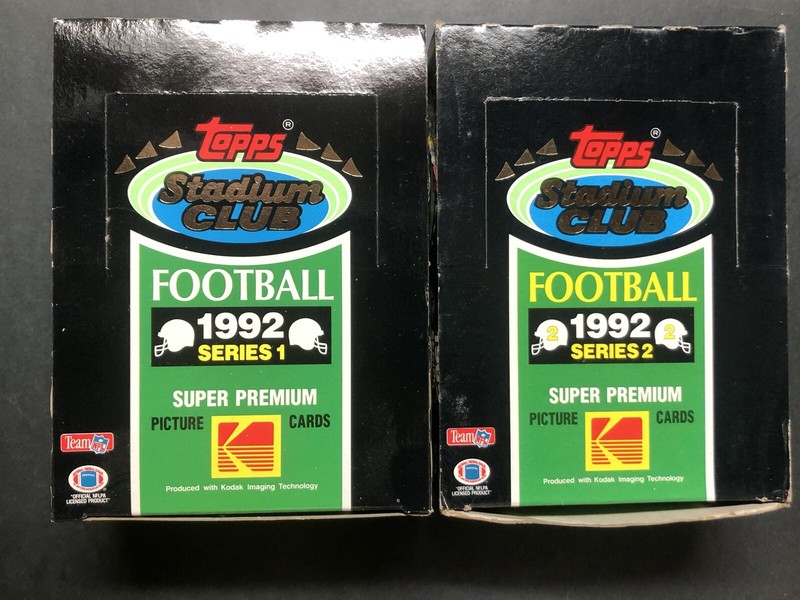 Topps®
Stadium
CLUB
FOOTBALL
1992
SERIES 1
SUPER PREMIUM
PICTURE CARDS
Produced with Kodak Imaging Technology
Team NFL
"OFFICIAL NFLPA
LICENSED PRODUCT"
Topps®
Stadium
CLUB
FOOTBALL
2 1992 2
SERIES 2
SUPER PREMIUM
PICTURE CARDS
Produced with Kodak Imaging Technology
Team NFL
"OFFICIAL NFLPA
LICENSED PRODUCT"